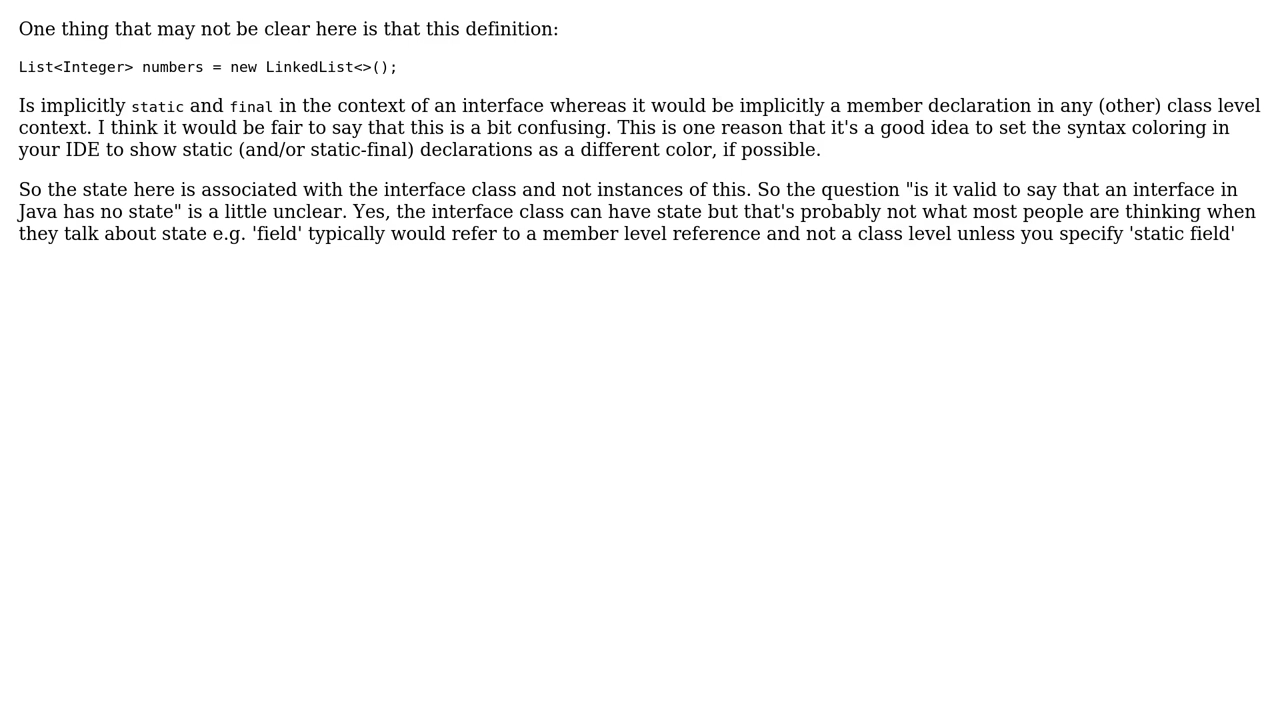 One thing that may not be clear here is that this definition:
List<Integer> numbers = new LinkedList<>();
Is implicitly static and final in the context of an interface whereas it would be implicitly a member declaration in any (other) class level
context. I think it would be fair to say that this is a bit confusing. This is one reason that it's a good idea to set the syntax coloring in
your IDE to show static (and/or static-final) declarations as a different color, if possible.
So the state here is associated with the interface class and not instances of this. So the question "is it valid to say that an interface in
Java has no state" is a little unclear. Yes, the interface class can have state but that's probably not what most people are thinking when
they talk about state e.g. 'field' typically would refer to a member level reference and not a class level unless you specify 'static field'